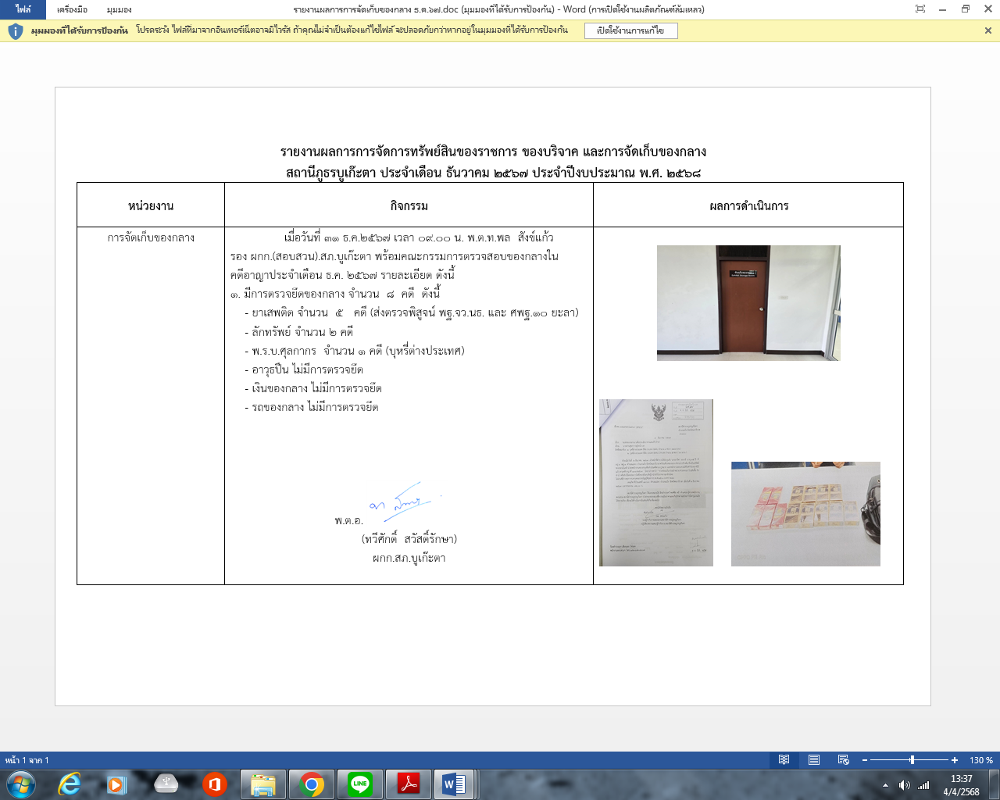 ไฟล์ เครื่องมือ มุมมอง รายงานผลการการจัดเก็บของกลาง ธ.ค.๖๗.doc (มุมมองที่ได้รับการป้องกัน) - Word (การเปิดใช้งานผลิตภัณฑ์ล้มเหลว)
มุมมองที่ได้รับการป้องกัน โปรดระวัง ไฟล์ที่มาจากอินเทอร์เน็ตอาจมีไวรัส ถ้าคุณไม่จำเป็นต้องแก้ไขไฟล์ จะปลอดภัยกว่าหากอยู่ในมุมมองที่ได้รับการป้องกัน เปิดใช้งานการแก้ไข
รายงานผลการการจัดการทรัพย์สินของราชการ ของบริจาค และการจัดเก็บของกลาง
สถานีภูธรบูเก๊ะตา ประจำเดือน ธันวาคม ๒๕๖๗ ประจำปีงบประมาณ พ.ศ. ๒๕๖๘
หน่วยงาน กิจกรรม ผลการดำเนินการ
การจัดเก็บของกลาง
เมื่อวันที่ ๓๑ ธ.ค.๒๕๖๗ เวลา ๐๙.๐๐ น. พ.ต.ท.พล สังข์แก้ว
รอง ผกก.(สอบสวน).สภ.บูเก๊ะตา พร้อมคณะกรรมการตรวจสอบของกลางใน
คดีอาญาประจำเดือน ธ.ค. ๒๕๖๗ รายละเอียด ดังนี้
๑. มีการตรวจยึดของกลาง จำนวน ๘ คดี ดังนี้
- ยาเสพติด จำนวน ๕ คดี (ส่งตรวจพิสูจน์ พฐ.จว.นธ. และ ศพฐ.๑๐ ยะลา)
- ลักทรัพย์ จำนวน ๒ คดี
- พ.ร.บ.ศุลกากร จำนวน ๑ คดี (บุหรี่ต่างประเทศ)
- อาวุธปืน ไม่มีการตรวจยึด
- เงินของกลาง ไม่มีการตรวจยึด
- รถของกลาง ไม่มีการตรวจยึด
พ.ต.อ.
(ทวีศักดิ์ สวัสดิ์รักษา)
ผกก.สภ.บูเก๊ะตา
หน้า 1 จาก 1 130 %
13:37
4/4/2568